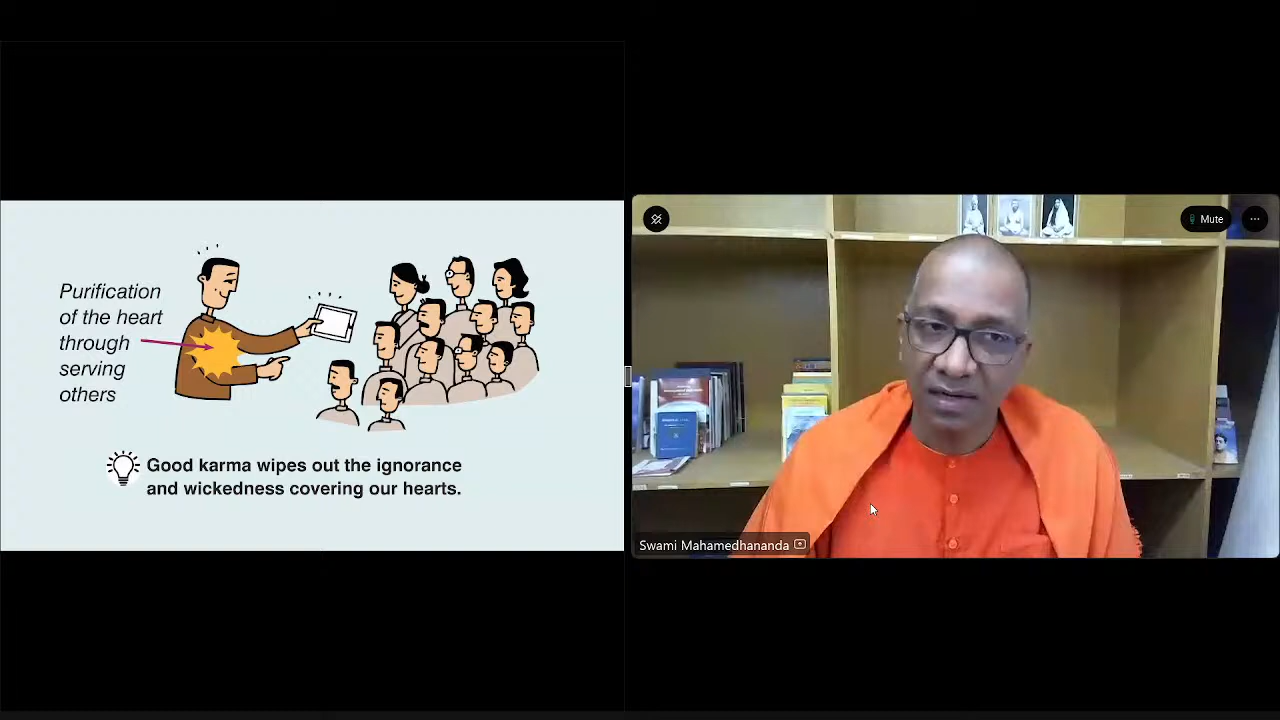 Purification
of the heart
through
serving
others
Good karma wipes out the ignorance
and wickedness covering our hearts.
Mute
Swami Mahamedhananda